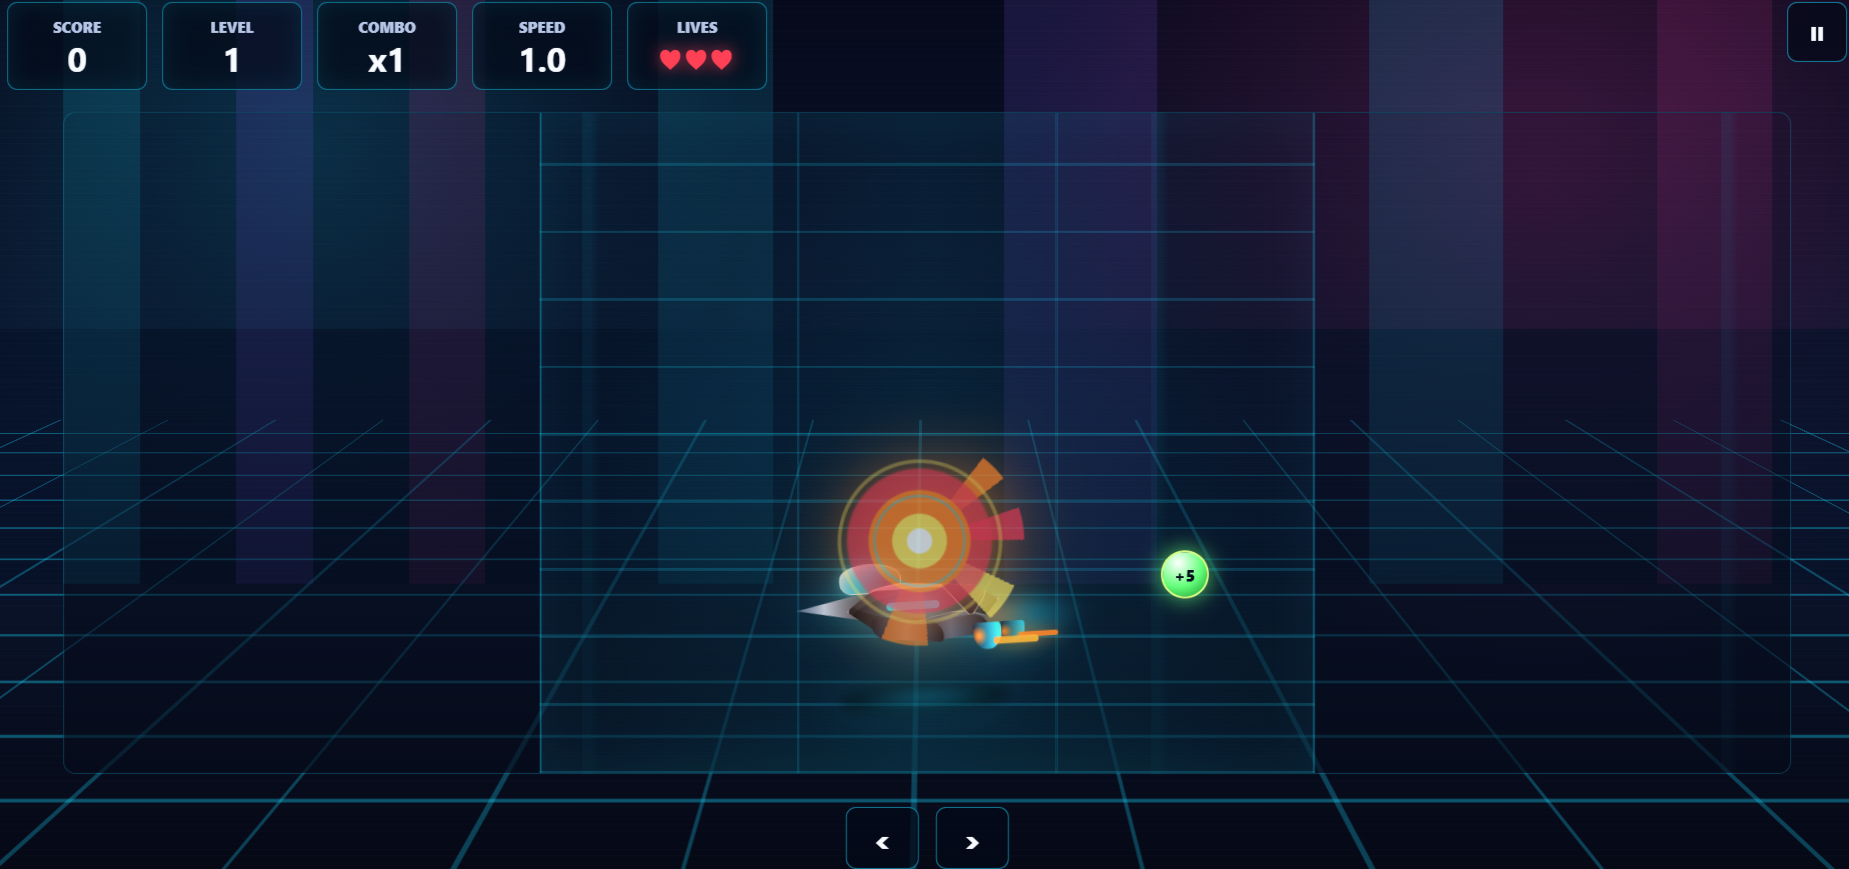 SCORE
0
LEVEL
1
COMBO
x1
SPEED
1.0
LIVES
+5